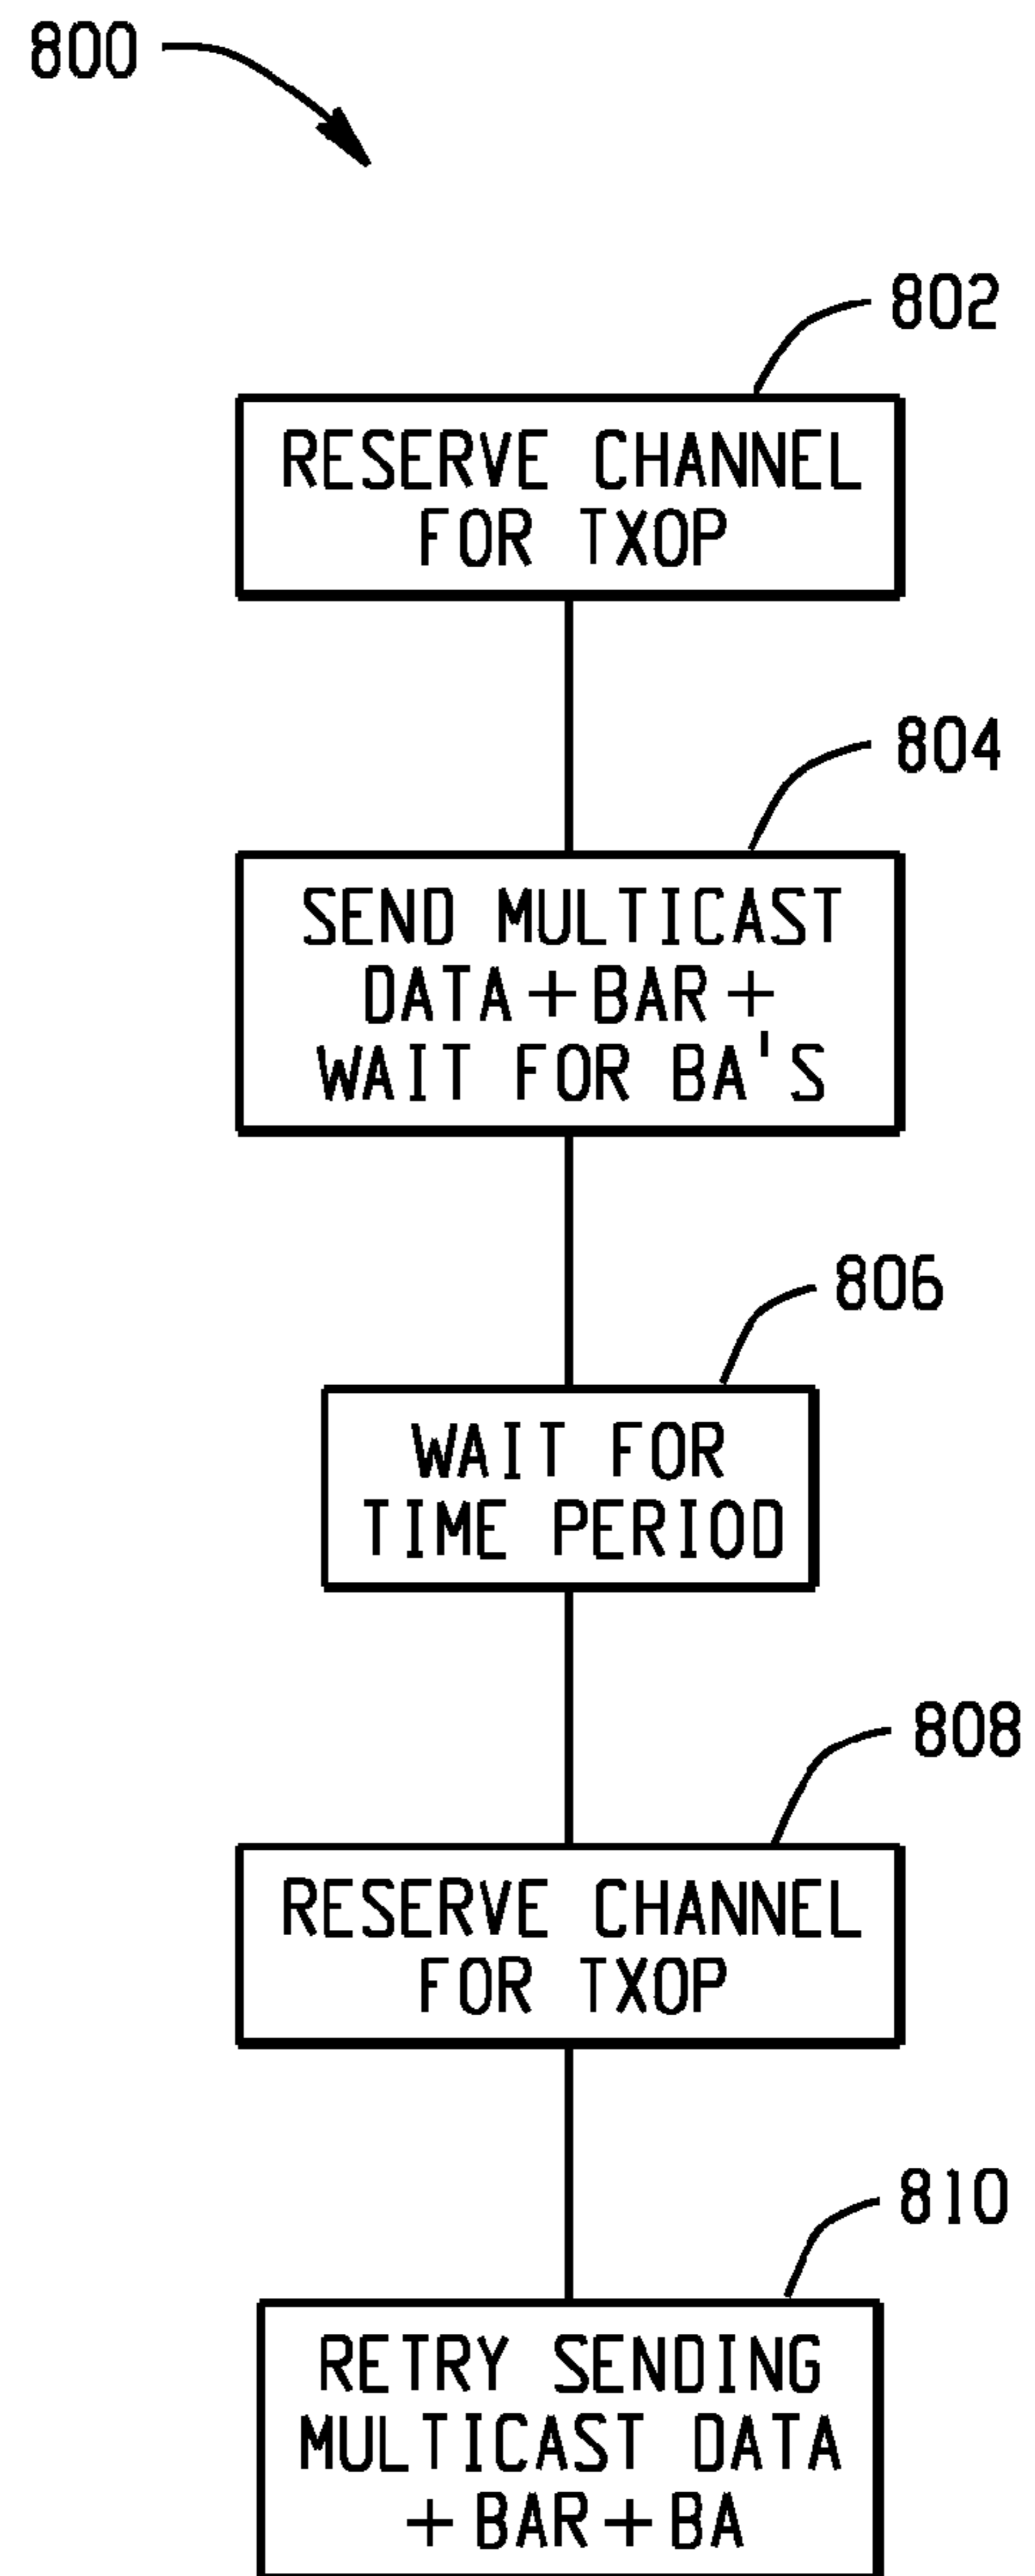 800
802
RESERVE CHANNEL
FOR TXOP
804
SEND MULTICAST
DATA+BAR+
WAIT FOR BA'S
806
WAIT FOR
TIME PERIOD
808
RESERVE CHANNEL
FOR TXOP
810
RETRY SENDING
MULTICAST DATA
+BAR+BA